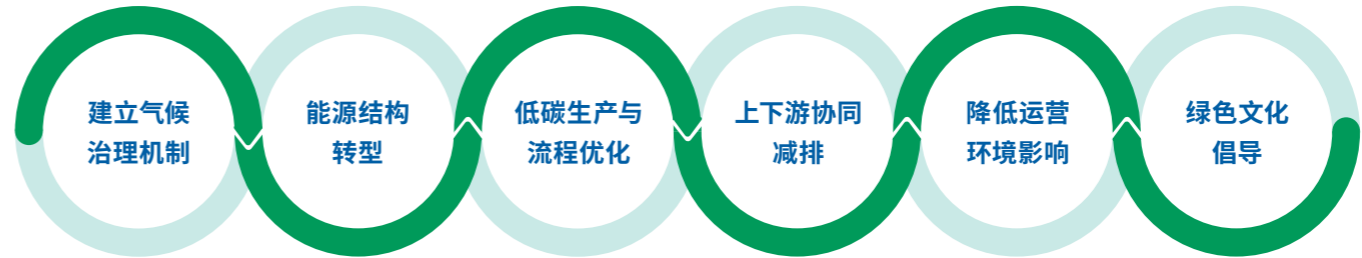 建立气候
治理机制
能源结构
转型
低碳生产与
流程优化
上下游协同
减排
降低运营
环境影响
绿色文化
倡导